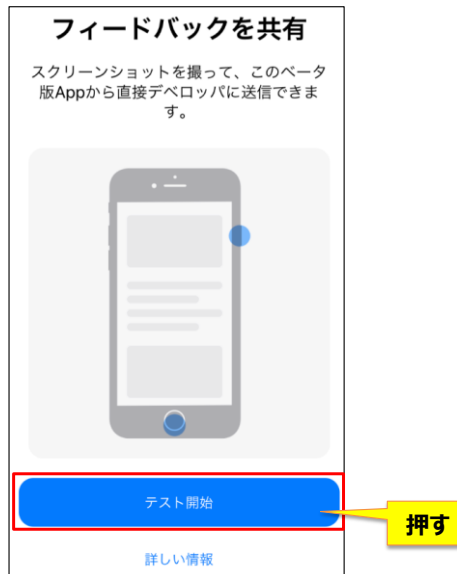 フィードバックを共有
スクリーンショットを撮って、このベータ
版Appから直接デベロッパに送信できま
す。
テスト開始
押す
詳しい情報